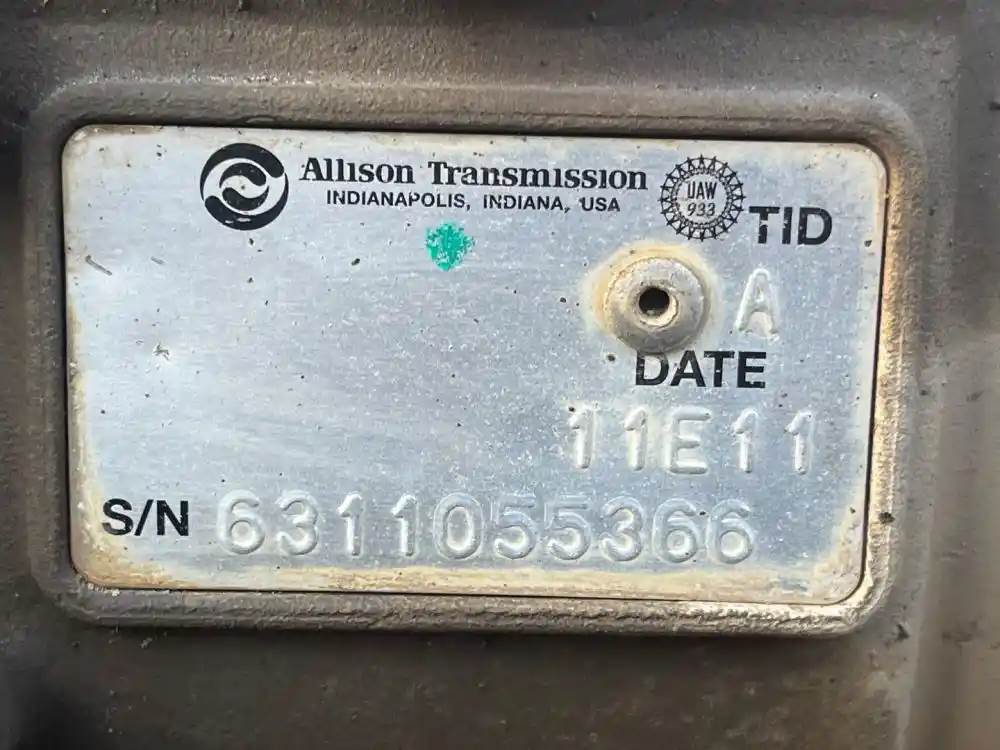 Allison Transmission
INDIANAPOLIS, INDIANA, USA
UAW
933
TID
A
DATE
11E11
S/N 6311055366